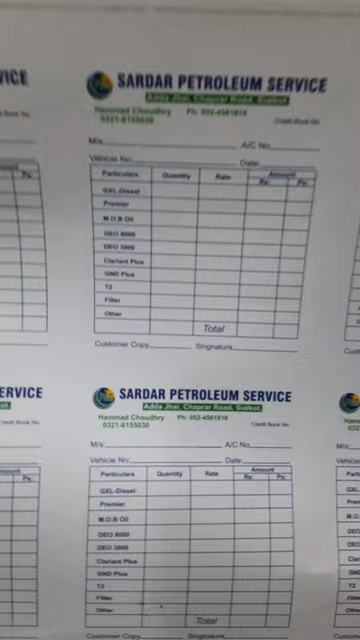 VICE
SARDAR PETROLEUM SERVICE
Adda Jhai, Chaprar Road, Sialkot.
Hammad Choudhry Ph: 052-4581818
0321-6155030
Credit Book No
M/s A/C No.
Vehicle No. Date:
Particulars Quantity Rate Amount
Rs: Ps:
GXL-Diesel
Premier
M.O.B Oil
DEO 8000
DEO 3000
Clariant Plus
GND Plus
T2
Filter
Other
Total
Customer Copy Singnature
ERVICE
SARDAR PETROLEUM SERVICE
Adda Jhai, Chaprar Road, Sialkot.
Hammad Choudhry Ph: 052-4581818
0321-6155030
Credit Book No
M/s A/C No.
Vehicle No. Date:
Particulars Quantity Rate Amount
Rs: Ps:
GXL-Diesel
Premier
M.O.B Oil
DEO 8000
DEO 3000
Clariant Plus
GND Plus
T2
Filter
Other
Total
Customer Copy Singnature